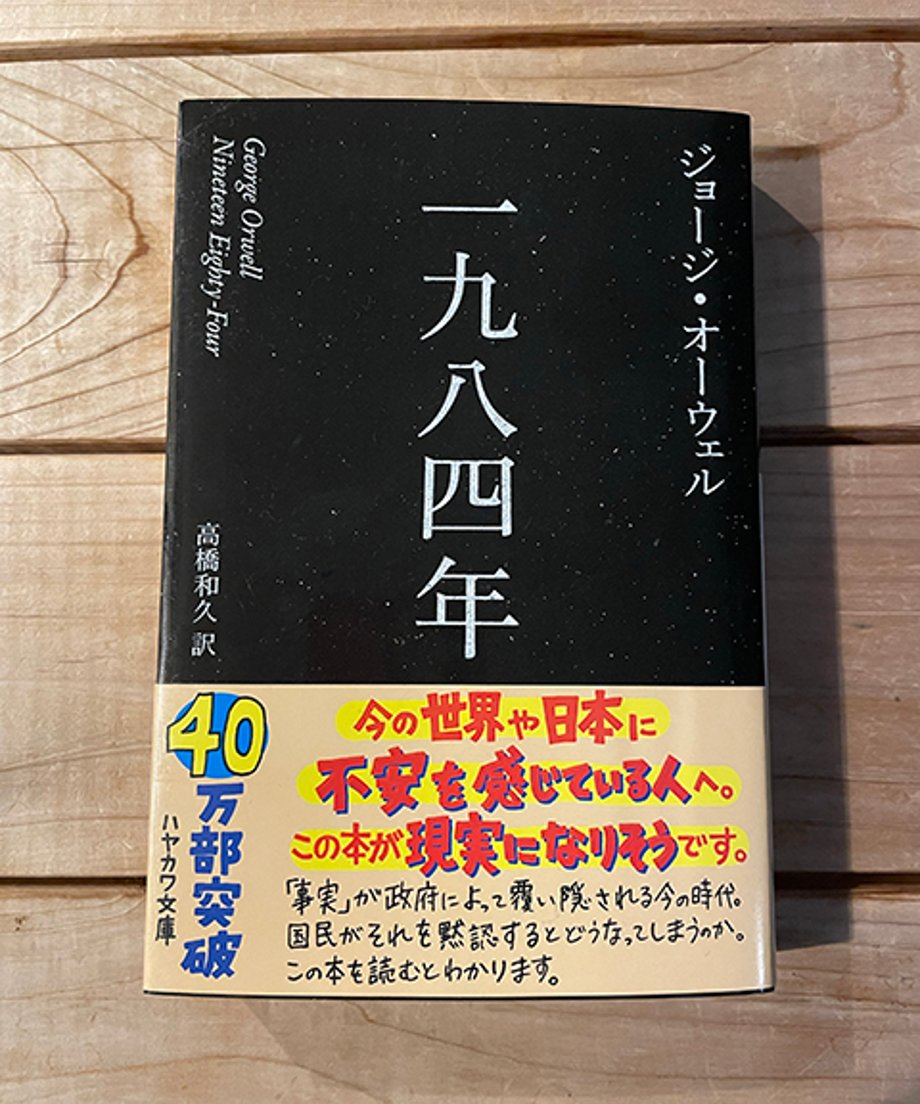 ジョージ・オーウェル
一九八四年
George Orwell
Nineteen Eighty-Four
高橋和久 訳
今の世界や日本に
不安を感じている人へ。
この本が現実になりそうです。
「事実」が政府によって覆い隠される今の時代。
国民がそれを黙認するとどうなってしまうのか。
この本を読むとわかります。
40万部突破
ハヤカワ文庫